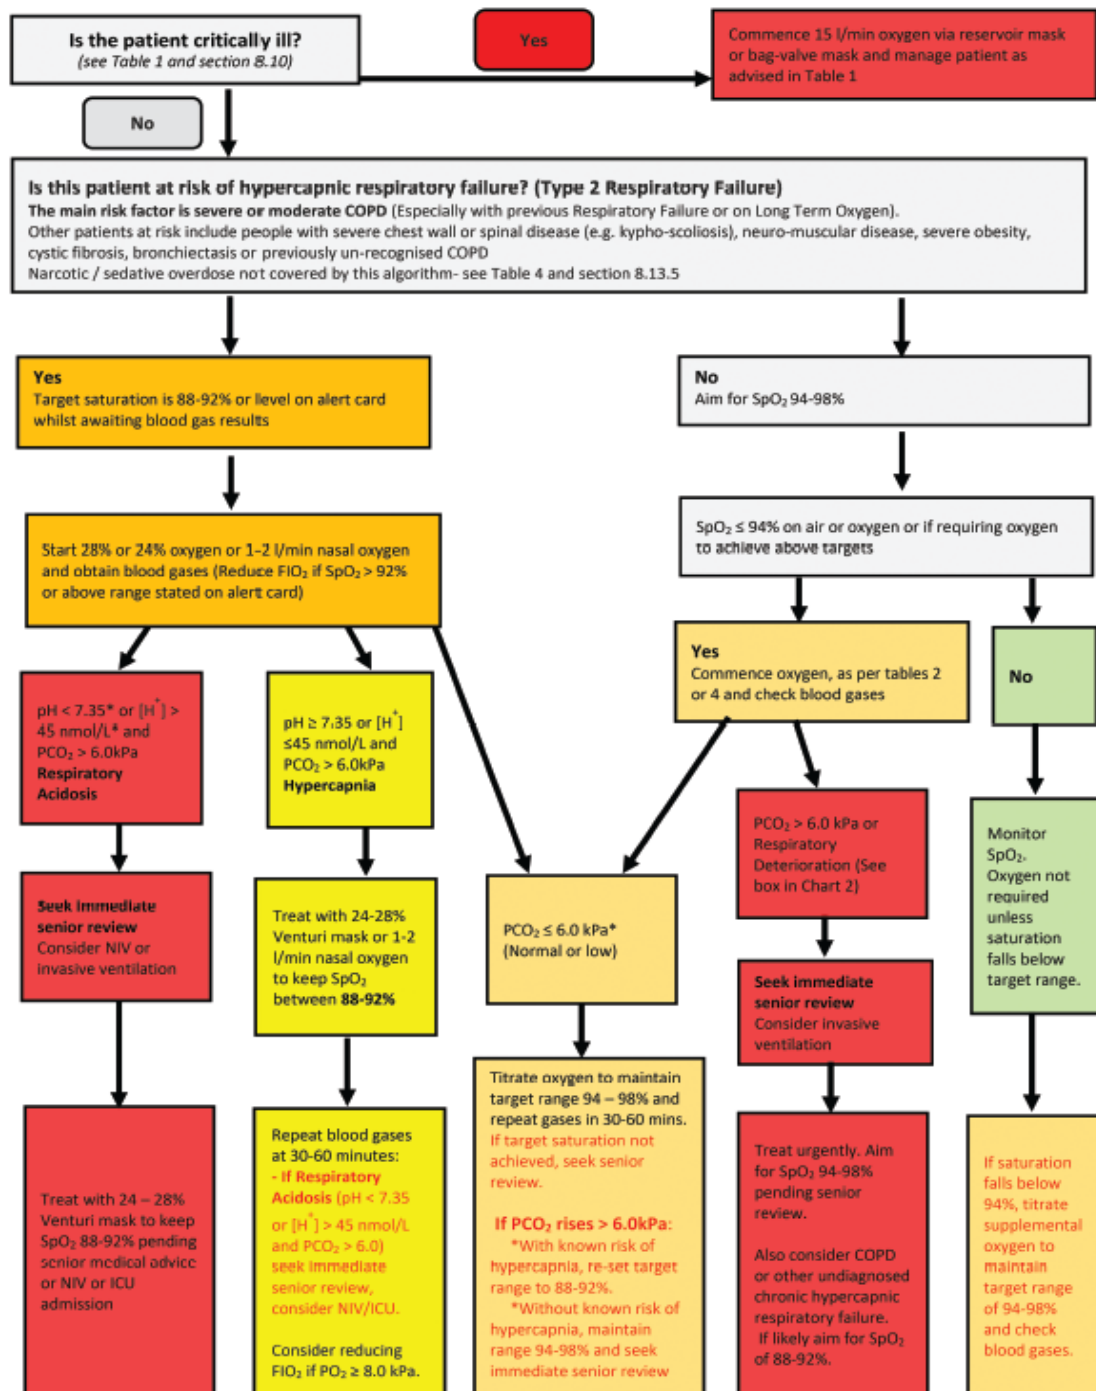 Is the patient critically ill?
(see Table 1 and section 8.10)
Yes
Commence 15 l/min oxygen via reservoir mask
or bag-valve mask and manage patient as
advised in Table 1
No
Is this patient at risk of hypercapnic respiratory failure? (Type 2 Respiratory Failure)
The main risk factor is severe or moderate COPD (Especially with previous Respiratory Failure or on Long Term Oxygen).
Other patients at risk include people with severe chest wall or spinal disease (e.g. kypho-scoliosis), neuro-muscular disease, severe obesity,
cystic fibrosis, bronchiectasis or previously un-recognised COPD
Narcotic / sedative overdose not covered by this algorithm- see Table 4 and section 8.13.5
Yes
Target saturation is 88-92% or level on alert card
whilst awaiting blood gas results
No
Aim for SpO₂ 94-98%
Start 28% or 24% oxygen or 1-2 l/min nasal oxygen
and obtain blood gases (Reduce FIO₂ if SpO₂ > 92%
or above range stated on alert card)
SpO₂ ≤ 94% on air or oxygen or if requiring oxygen
to achieve above targets
Yes
Commence oxygen, as per tables 2
or 4 and check blood gases
No
pH < 7.35* or [H⁺] >
45 nmol/L* and
PCO₂ > 6.0kPa
Respiratory
Acidosis
pH ≥ 7.35 or [H⁺]
≤45 nmol/L and
PCO₂ > 6.0kPa
Hypercapnia
PCO₂ > 6.0 kPa or
Respiratory
Deterioration (See
box in Chart 2)
Monitor
SpO₂.
Oxygen not
required
unless
saturation
falls below
target range.
Seek immediate
senior review
Consider NIV or
invasive ventilation
Treat with 24-28%
Venturi mask or 1-2
l/min nasal oxygen
to keep SpO₂
between 88-92%
PCO₂ ≤ 6.0 kPa*
(Normal or low)
Seek immediate
senior review
Consider invasive
ventilation
Treat with 24 – 28%
Venturi mask to keep
SpO₂ 88-92% pending
senior medical advice
or NIV or ICU
admission
Repeat blood gases
at 30-60 minutes:
- If Respiratory
Acidosis (pH < 7.35
or [H⁺] > 45 nmol/L
and PCO₂ > 6.0)
seek immediate
senior review,
consider NIV/ICU.
Consider reducing
FIO₂ if PO₂ ≥ 8.0 kPa.
Titrate oxygen to maintain
target range 94 – 98% and
repeat gases in 30-60 mins.
If target saturation not
achieved, seek senior
review.
If PCO₂ rises > 6.0kPa:
*With known risk of
hypercapnia, re-set target
range to 88-92%.
*Without known risk of
hypercapnia, maintain
range 94-98% and seek
immediate senior review
Treat urgently. Aim
for SpO₂ 94-98%
pending senior
review.
Also consider COPD
or other undiagnosed
chronic hypercapnic
respiratory failure.
If likely aim for SpO₂
of 88-92%.
If saturation
falls below
94%, titrate
supplemental
oxygen to
maintain
target range
of 94-98%
and check
blood gases.